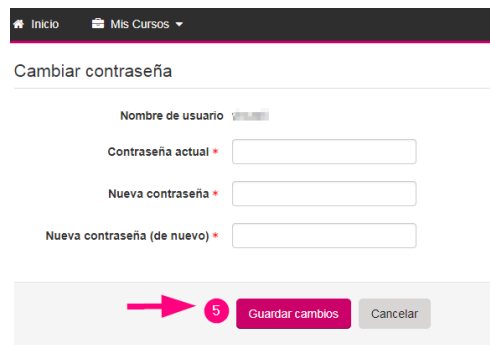 Inicio Mis Cursos
Cambiar contraseña
Nombre de usuario
Contraseña actual *
Nueva contraseña *
Nueva contraseña (de nuevo) *
5 Guardar cambios Cancelar